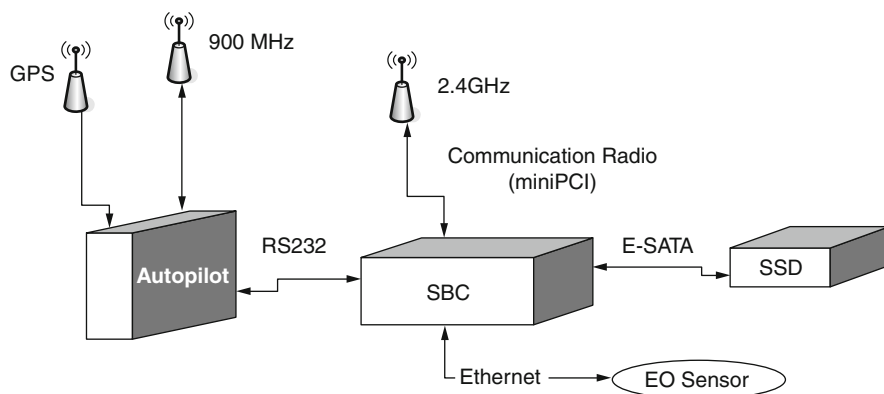 GPS
900 MHz
2.4GHz
Communication Radio
(miniPCI)
Autopilot
RS232
SBC
E-SATA
SSD
Ethernet
EO Sensor